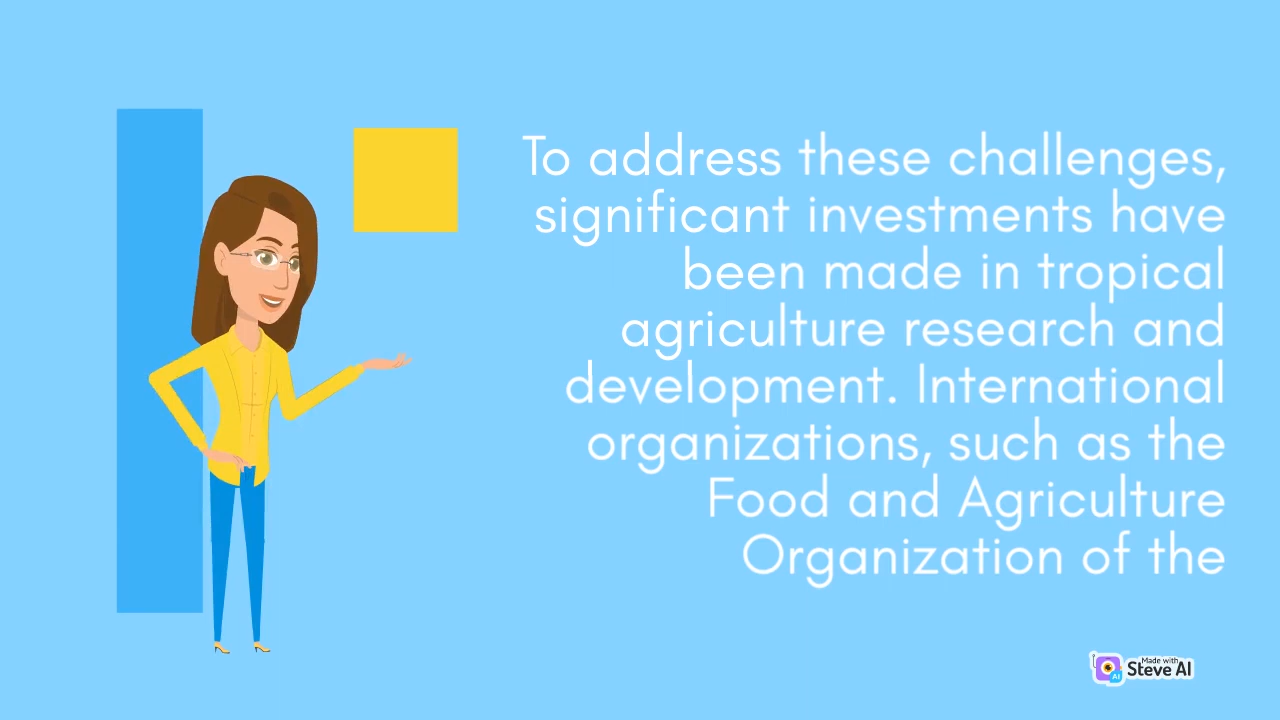 To address these challenges,
significant investments have
been made in tropical
agriculture research and
development. International
organizations, such as the
Food and Agriculture
Organization of the
Made with
Steve AI
AI